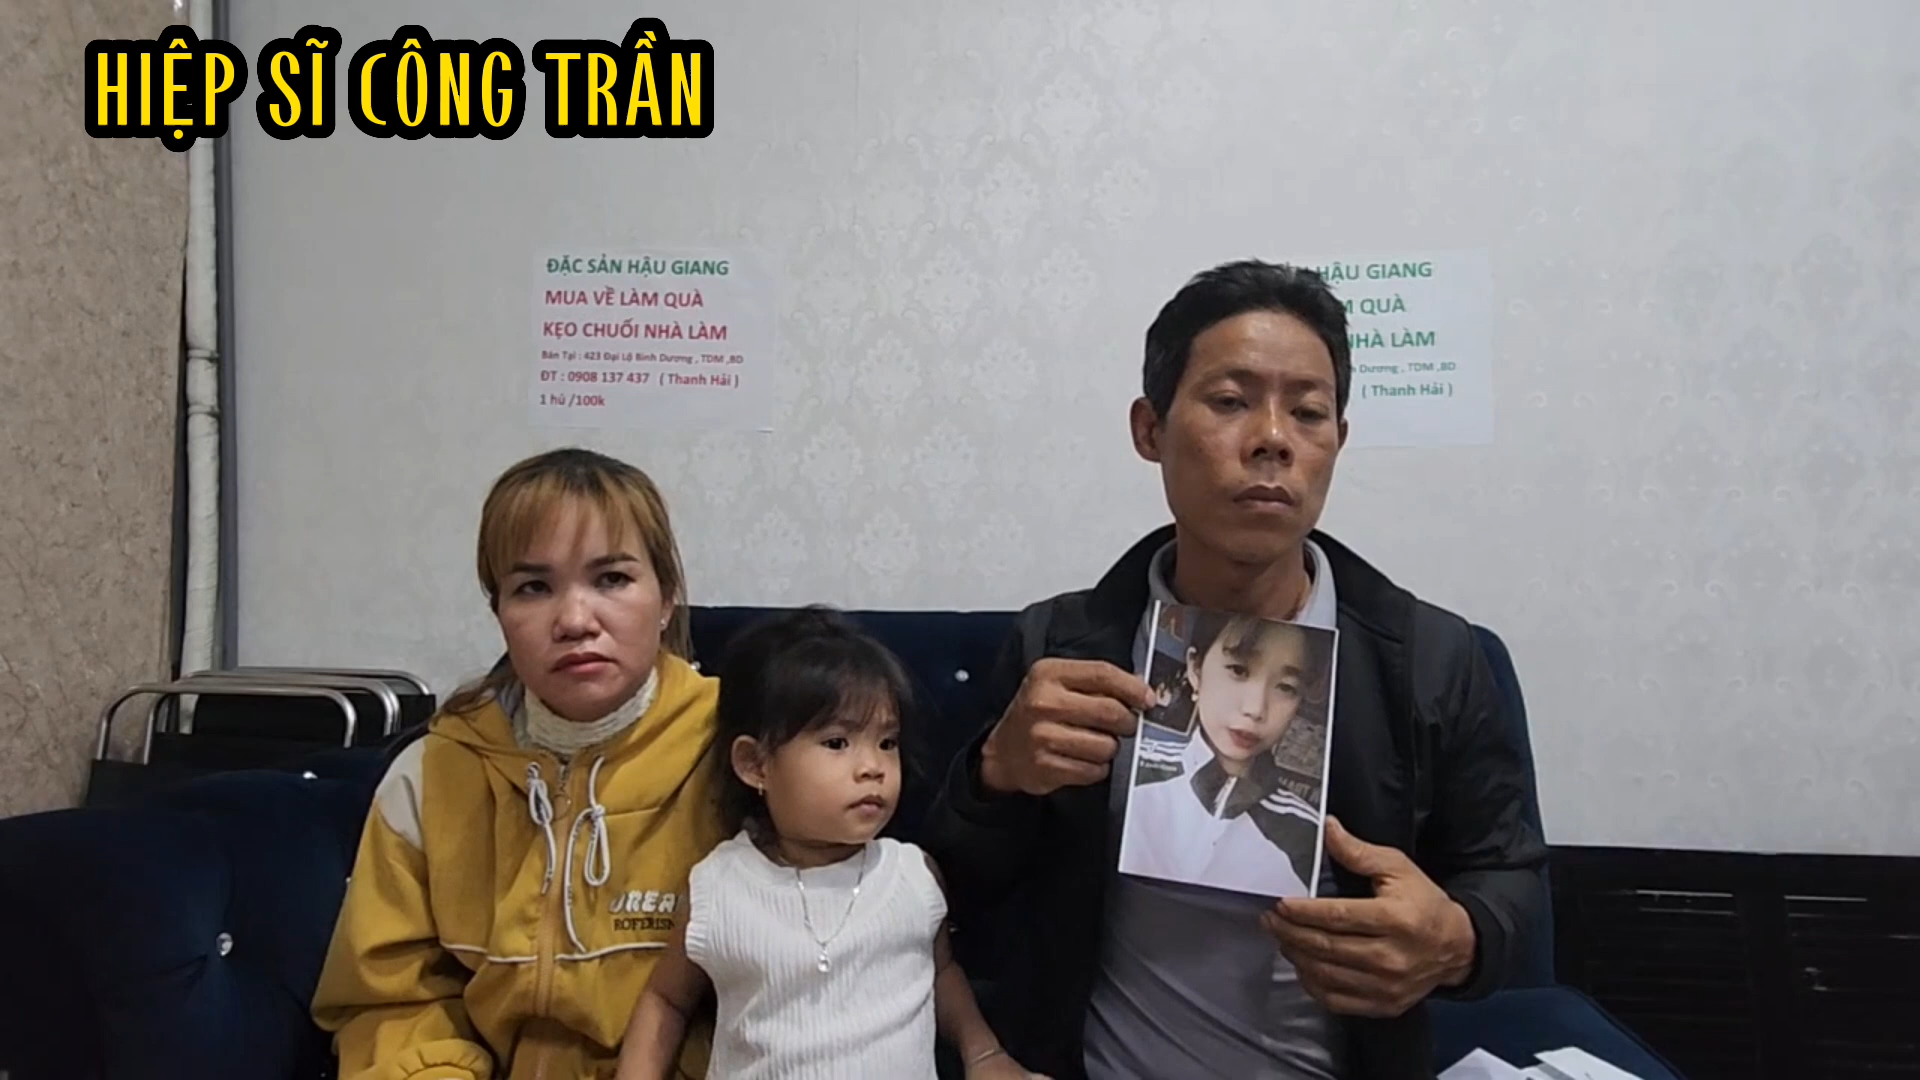 HIỆP SĨ CÔNG TRẦN
ĐẶC SẢN HẬU GIANG
MUA VỀ LÀM QUÀ
KẸO CHUỐI NHÀ LÀM
Bán Tại : 423 Đại Lộ Bình Dương , TDM ,BD
ĐT : 0908 137 437 ( Thanh Hải )
1 hủ /100k
HẬU GIANG
QUÀ
NHÀ LÀM
Dương , TDM ,BD
( Thanh Hải )